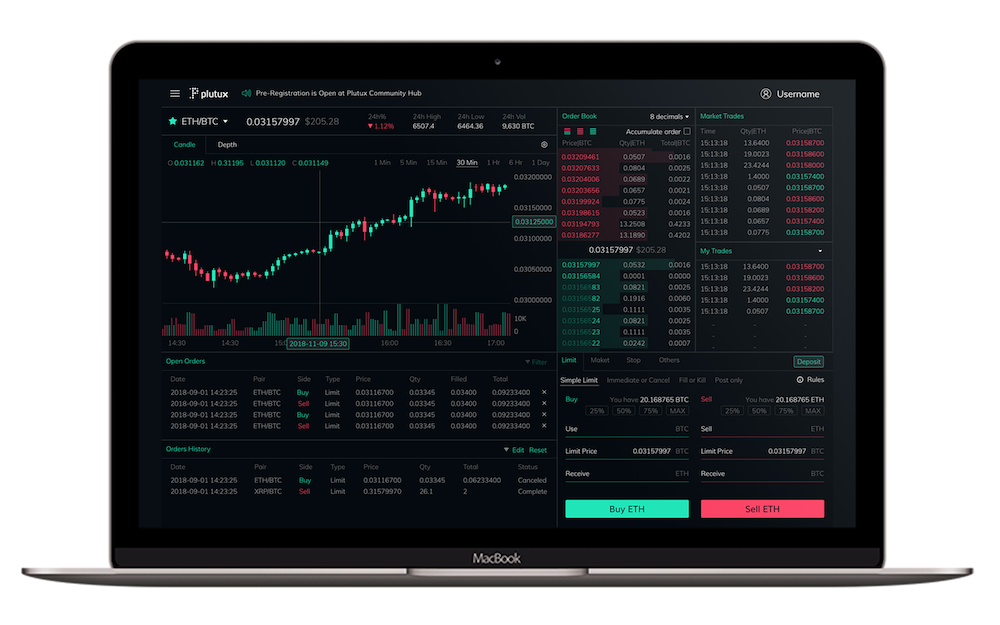 plutux
Pre-Registration is Open at Plutux Community Hub
Username
ETH/BTC 0.03157997 $205.28
24h% 24h High 24h Low 24h Vol
1.12% 6507.4 6464.36 9,630 BTC
Candle Depth
O 0.031162 H 0.31195 L 0.031120 C 0.031149
1 Min 5 Min 15 Min 30 Min 1 Hr 6 Hr 1 Day
0.03200000
0.03150000
0.03125000
0.03100000
0.03050000
0.03000000
10K
0
14:30 14:30 2018-11-09 15:30 16:00 16:30 17:00
Order Book 8 decimals
Accumulate order
Price|BTC Qty|ETH Total|BTC
0.03209461 0.0507 0.0016
0.03207633 0.0804 0.0025
0.03204006 0.0689 0.0022
0.03203656 0.0657 0.0021
0.03199924 0.0775 0.0024
0.03198615 0.0523 0.0016
0.03194793 13.2508 0.4233
0.03186277 13.1890 0.4202
0.03157997 $205.28
0.03157997 0.0532 0.0016
0.03156584 0.0001 0.0000
0.03156583 0.0821 0.0025
0.03156582 0.1916 0.0060
0.03156525 0.1111 0.0035
0.03156524 0.0821 0.0025
0.03156523 0.1111 0.0035
0.03156522 0.0242 0.0007
Market Trades
Time Qty|ETH Price|BTC
15:13:18 13.6400 0.03158700
15:13:18 19.0023 0.03158600
15:13:18 23.4244 0.03158000
15:13:18 1.4000 0.03157400
15:13:18 0.0507 0.03158700
15:13:18 0.0804 0.03158600
15:13:18 0.0689 0.03158200
15:13:18 0.0657 0.03157400
15:13:18 0.0775 0.03158700
My Trades
15:13:18 13.6400 0.03158700
15:13:18 19.0023 0.03158600
15:13:18 23.4244 0.03158200
15:13:18 1.4000 0.03157400
15:13:18 0.0507 0.03158700
- - -
- - -
- - -
Open Orders Filter
Date Pair Side Type Price Qty Filled Total
2018-09-01 14:23:25 ETH/BTC Buy Limit 0.03116700 0.03345 0.03400 0.09233400 ×
2018-09-01 14:23:25 ETH/BTC Sell Limit 0.03116700 0.03345 0.03400 0.09233400 ×
2018-09-01 14:23:25 ETH/BTC Buy Limit 0.03116700 0.03345 0.03400 0.09233400 ×
2018-09-01 14:23:25 ETH/BTC Sell Limit 0.03116700 0.03345 0.03400 0.09233400 ×
Orders History Edit Reset
Date Pair Side Type Price Qty Total Status
2018-09-01 14:23:25 ETH/BTC Buy Limit 0.03116700 0.03345 0.06233400 Canceled
2018-09-01 14:23:25 XRP/BTC Sell Limit 0.31579970 26.1 2 Complete
Limit Maket Stop Others Deposit
Simple Limit Immediate or Cancel Fill or Kill Post only Rules
Buy You have 20.168765 BTC
25% 50% 75% MAX
Use BTC
Limit Price 0.03157997 BTC
Receive ETH
Buy ETH
Sell You have 20.168765 ETH
25% 50% 75% MAX
Sell ETH
Limit Price 0.03157997 BTC
Receive BTC
Sell ETH
MacBook